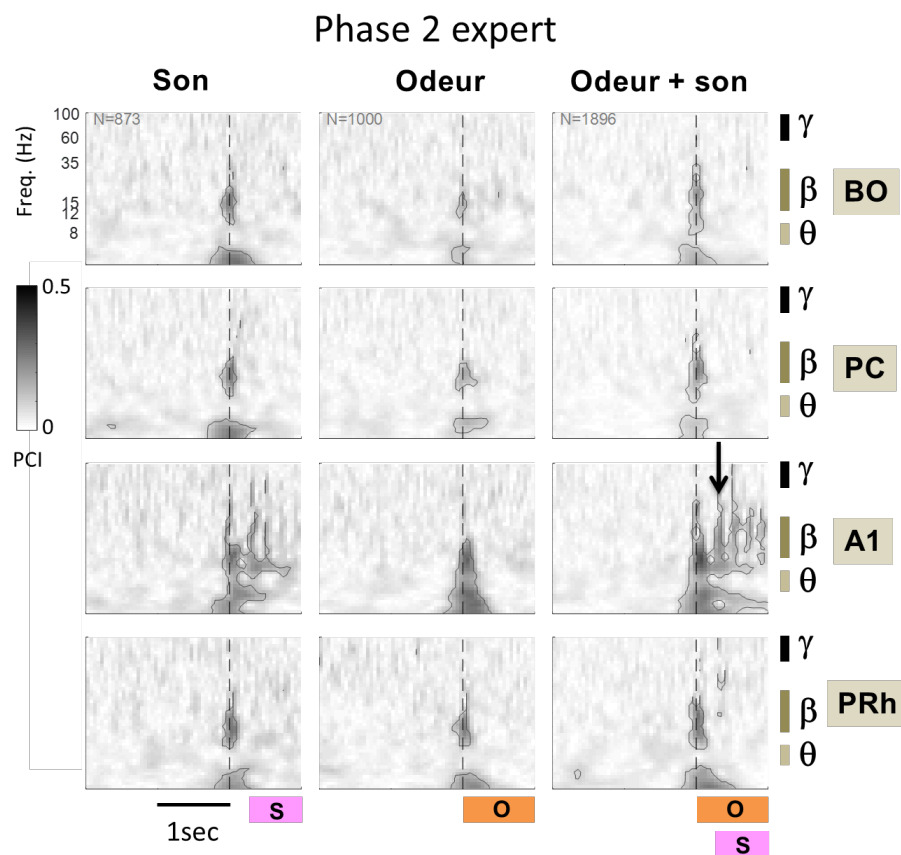 Phase 2 expert
Son Odeur Odeur + son
N=873 N=1000 N=1896
100
60
35
15
12
8
Freq. (Hz)
γ
β
θ
BO
0.5
0
PCI
γ
β
θ
PC
γ
β
θ
A1
γ
β
θ
PRh
S O O
1sec S